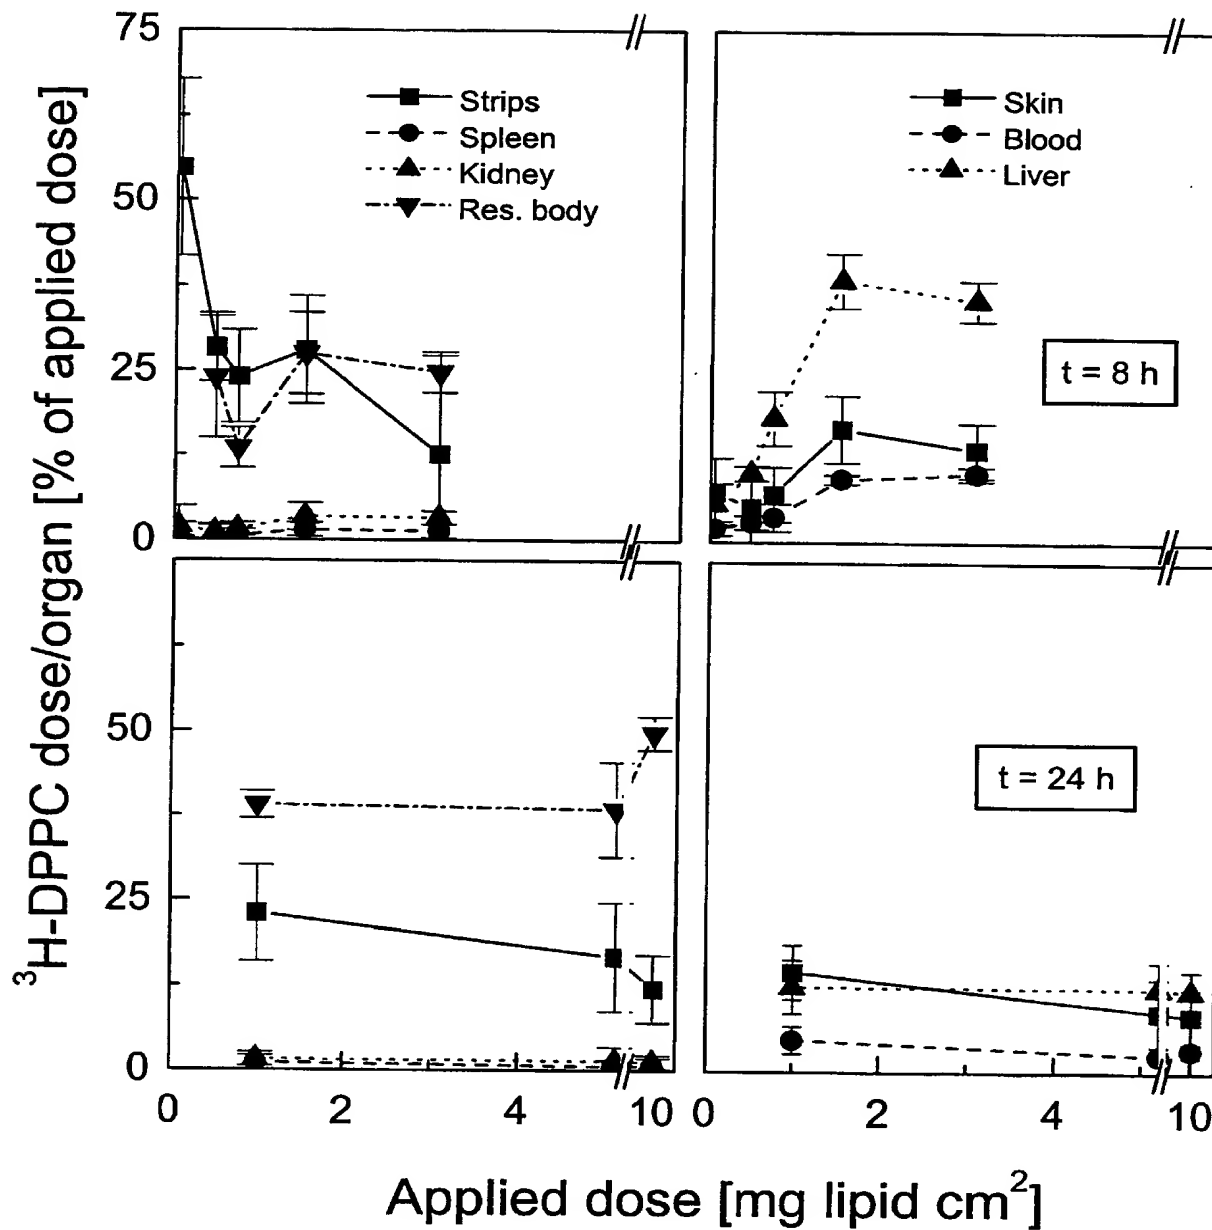 75
50
25
0
50
25
0
³H-DPPC dose/organ [% of applied dose]
Strips
Spleen
Kidney
Res. body
Skin
Blood
Liver
t = 8 h
t = 24 h
0 2 4 10
0 2 4 10
Applied dose [mg lipid cm²]